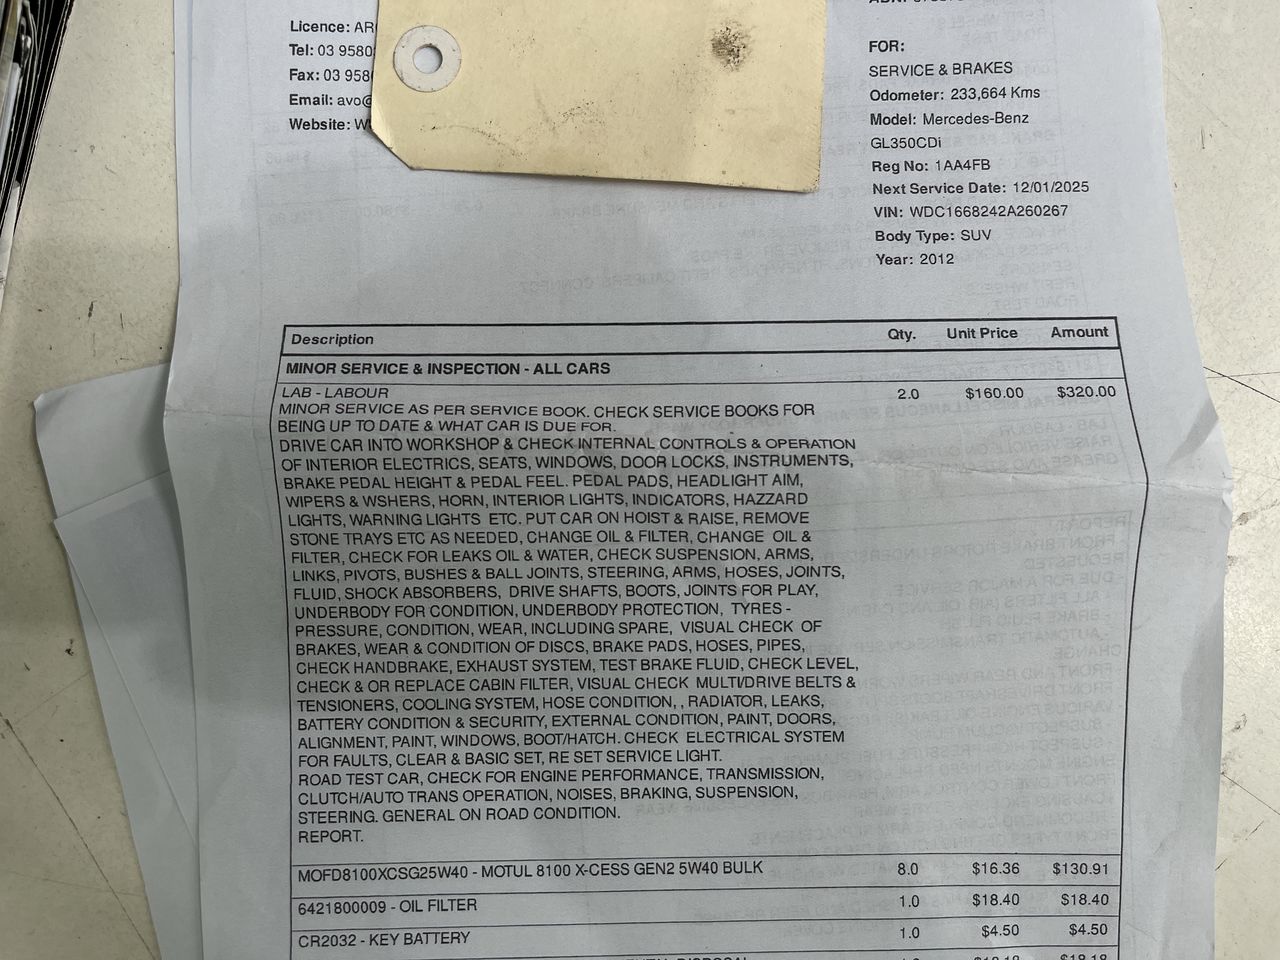 Licence: AR
Tel: 03 9580
Fax: 03 958
Email: avo@
Website: W
FOR:
SERVICE & BRAKES
Odometer: 233,664 Kms
Model: Mercedes-Benz
GL350CDi
Reg No: 1AA4FB
Next Service Date: 12/01/2025
VIN: WDC1668242A260267
Body Type: SUV
Year: 2012
Description Qty. Unit Price Amount
MINOR SERVICE & INSPECTION - ALL CARS
LAB - LABOUR 2.0 $160.00 $320.00
MINOR SERVICE AS PER SERVICE BOOK. CHECK SERVICE BOOKS FOR
BEING UP TO DATE & WHAT CAR IS DUE FOR.
DRIVE CAR INTO WORKSHOP & CHECK INTERNAL CONTROLS & OPERATION
OF INTERIOR ELECTRICS, SEATS, WINDOWS, DOOR LOCKS, INSTRUMENTS,
BRAKE PEDAL HEIGHT & PEDAL FEEL. PEDAL PADS, HEADLIGHT AIM,
WIPERS & WSHERS, HORN, INTERIOR LIGHTS, INDICATORS, HAZZARD
LIGHTS, WARNING LIGHTS ETC. PUT CAR ON HOIST & RAISE, REMOVE
STONE TRAYS ETC AS NEEDED, CHANGE OIL & FILTER, CHANGE OIL &
FILTER, CHECK FOR LEAKS OIL & WATER, CHECK SUSPENSION, ARMS,
LINKS, PIVOTS, BUSHES & BALL JOINTS, STEERING, ARMS, HOSES, JOINTS,
FLUID, SHOCK ABSORBERS, DRIVE SHAFTS, BOOTS, JOINTS FOR PLAY,
UNDERBODY FOR CONDITION, UNDERBODY PROTECTION, TYRES -
PRESSURE, CONDITION, WEAR, INCLUDING SPARE, VISUAL CHECK OF
BRAKES, WEAR & CONDITION OF DISCS, BRAKE PADS, HOSES, PIPES,
CHECK HANDBRAKE, EXHAUST SYSTEM, TEST BRAKE FLUID, CHECK LEVEL,
CHECK & OR REPLACE CABIN FILTER, VISUAL CHECK MULTI/DRIVE BELTS &
TENSIONERS, COOLING SYSTEM, HOSE CONDITION, , RADIATOR, LEAKS,
BATTERY CONDITION & SECURITY, EXTERNAL CONDITION, PAINT, DOORS,
ALIGNMENT, PAINT, WINDOWS, BOOT/HATCH. CHECK ELECTRICAL SYSTEM
FOR FAULTS, CLEAR & BASIC SET, RE SET SERVICE LIGHT.
ROAD TEST CAR, CHECK FOR ENGINE PERFORMANCE, TRANSMISSION,
CLUTCH/AUTO TRANS OPERATION, NOISES, BRAKING, SUSPENSION,
STEERING. GENERAL ON ROAD CONDITION.
REPORT.
MOFD8100XCSG25W40 - MOTUL 8100 X-CESS GEN2 5W40 BULK 8.0 $16.36 $130.91
6421800009 - OIL FILTER 1.0 $18.40 $18.40
CR2032 - KEY BATTERY 1.0 $4.50 $4.50